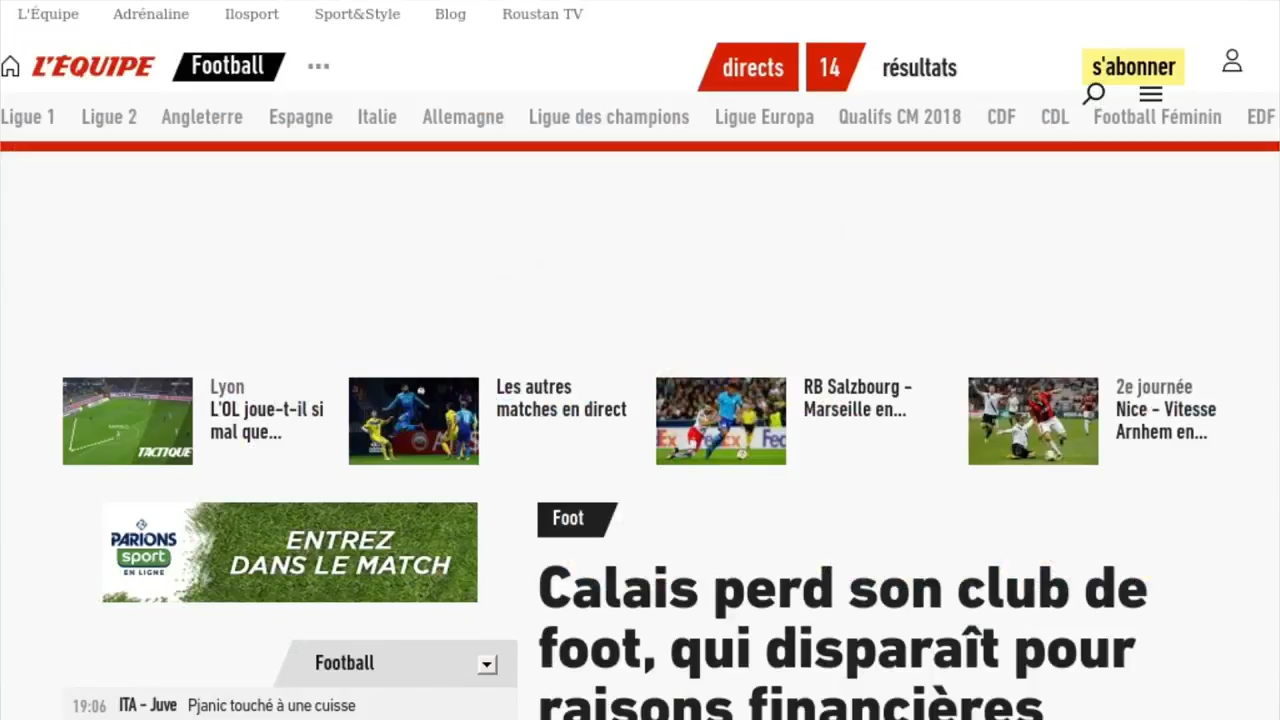 L'Équipe Adrénaline Ilosport Sport&Style Blog Roustan TV
L'ÉQUIPE Football ... directs 14 résultats s'abonner
Ligue 1 Ligue 2 Angleterre Espagne Italie Allemagne Ligue des champions Ligue Europa Qualifs CM 2018 CDF CDL Football Féminin EDF
Lyon
L'OL joue-t-il si
mal que...
TACTIQUE
Les autres
matches en direct
RB Salzbourg -
Marseille en...
2e journée
Nice - Vitesse
Arnhem en...
PARIONS
sport
EN LIGNE
ENTREZ
DANS LE MATCH
Foot
Calais perd son club de
foot, qui disparaît pour
raisons financières
Football
19:06 ITA - Juve Pjanic touché à une cuisse